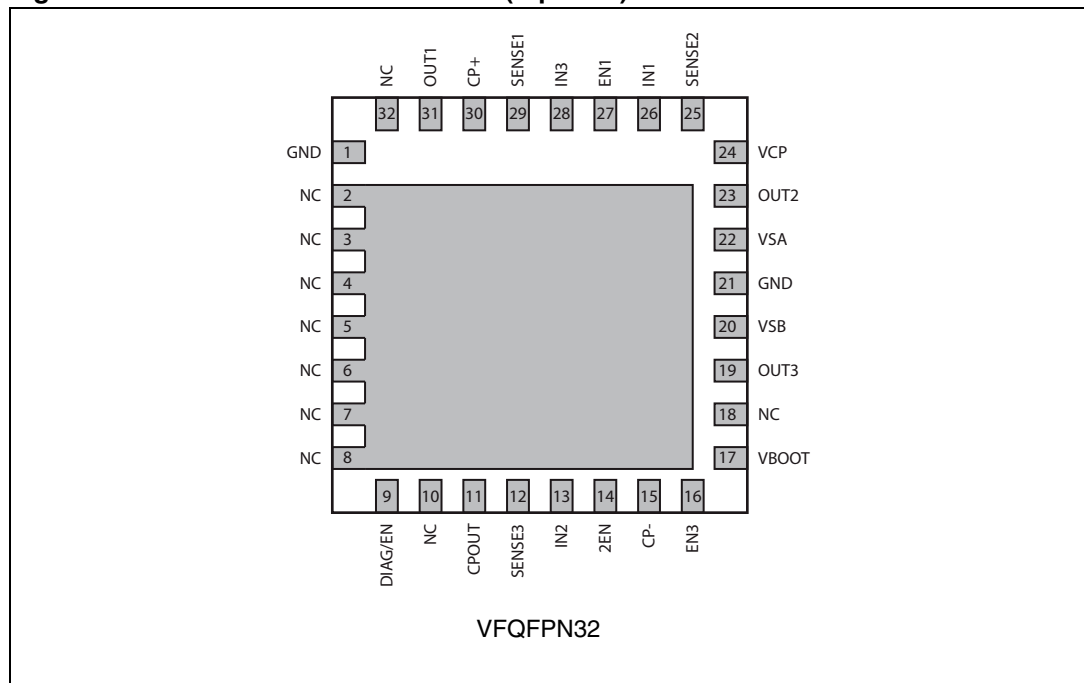 NC OUT1 CP+ SENSE1 IN3 EN1 IN1 SENSE2
32 31 30 29 28 27 26 25
GND 1 24 VCP
NC 2 23 OUT2
NC 3 22 VSA
NC 4 21 GND
NC 5 20 VSB
NC 6 19 OUT3
NC 7 18 NC
NC 8 17 VBOOT
9 10 11 12 13 14 15 16
DIAG/EN NC CPOUT SENSE3 IN2 2EN CP- EN3
VFQFPN32